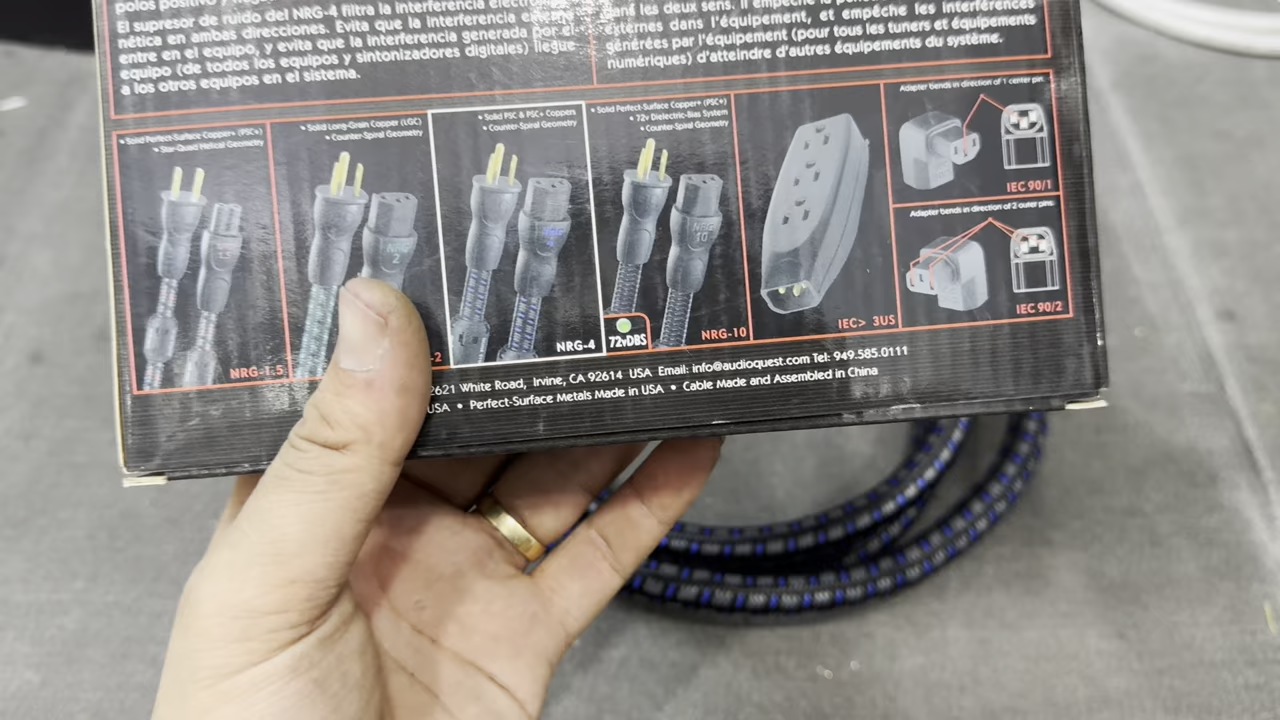 polos positivo y
El supresor de ruido del NRG-4 filtra la interferencia
nética en ambas direcciones. Evita que la interferencia
entre en el equipo, y evita que la interferencia generada por el
equipo (de todos los equipos y sintonizadores digitales) llegue
a los otros equipos en el sistema.
dans les deux sens. Il empêche la
externes dans l'équipement, et empêche les interférences
générées par l'équipement (pour tous les tuners et équipements
numériques) d'atteindre d'autres équipements du système.
• Solid Perfect-Surface Copper+ (PSC+)
• Star-Quad Helical Geometry
NRG-1.5
• Solid Long-Grain Copper (LGC)
• Counter-Spiral Geometry
NRG
2
-2
• Solid PSC & PSC+ Coppers
• Counter-Spiral Geometry
NRG-4
• Solid Perfect-Surface Copper+ (PSC+)
• 72v Dielectric-Bias System
• Counter-Spiral Geometry
NRG
10
72vDBS
NRG-10
IEC> 3US
Adapter bends in direction of 1 center pin.
IEC 90/1
Adapter bends in direction of 2 outer pins.
IEC 90/2
2621 White Road, Irvine, CA 92614 USA Email: info@audioquest.com Tel: 949.585.0111
USA • Perfect-Surface Metals Made in USA • Cable Made and Assembled in China